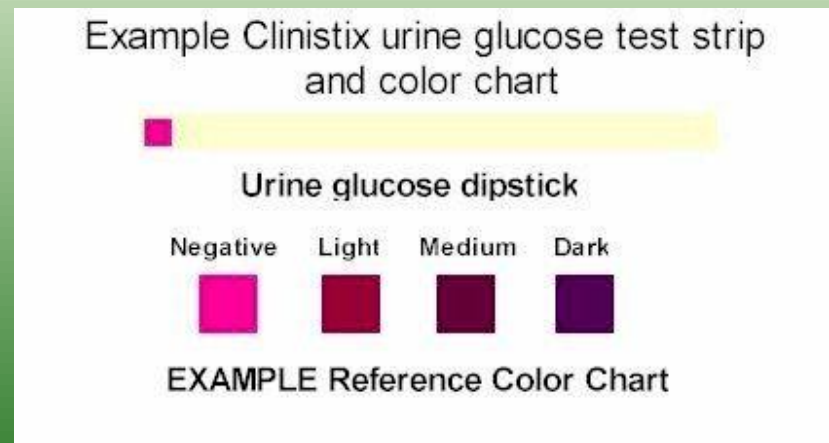 Example Clinistix urine glucose test strip
and color chart
Urine glucose dipstick
Negative Light Medium Dark
EXAMPLE Reference Color Chart